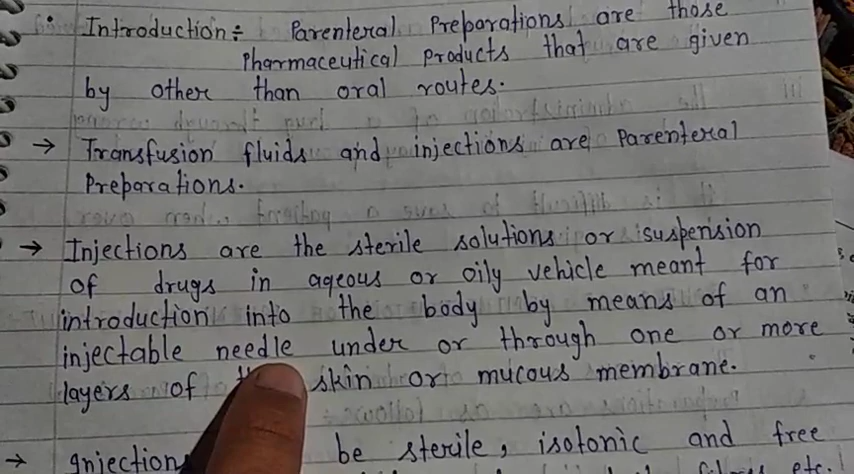 Introduction ÷ Parenteral Preparations are those
Pharmaceutical Products that are given
by other than oral routes.
→ Transfusion fluids and injections are Parenteral
Preparations.
→ Injections are the sterile solutions or suspension
of drugs in aqeous or oily vehicle meant for
introduction into the body by means of an
injectable needle under or through one or more
layers of skin or mucous membrane.
→ Injection be sterile, isotonic and free
etc.